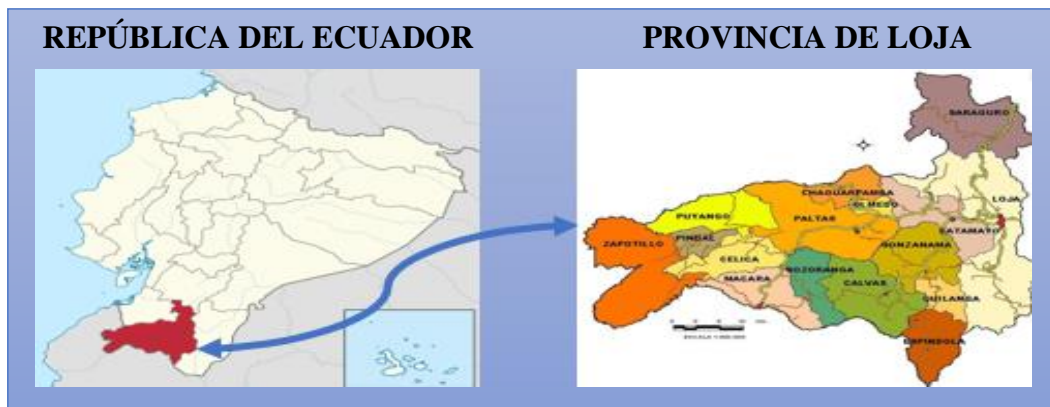 REPÚBLICA DEL ECUADOR
PROVINCIA DE LOJA
SARAGURO
CHAGUARPAMBA
OLMEDO
LOJA
PUYANGO
PALTAS
CATAMAYO
ZAPOTILLO
PINDAL
GONZANAMA
CELICA
SOZORANGA
MACARA
CALVAS
QUILANGA
ESPINDOLA